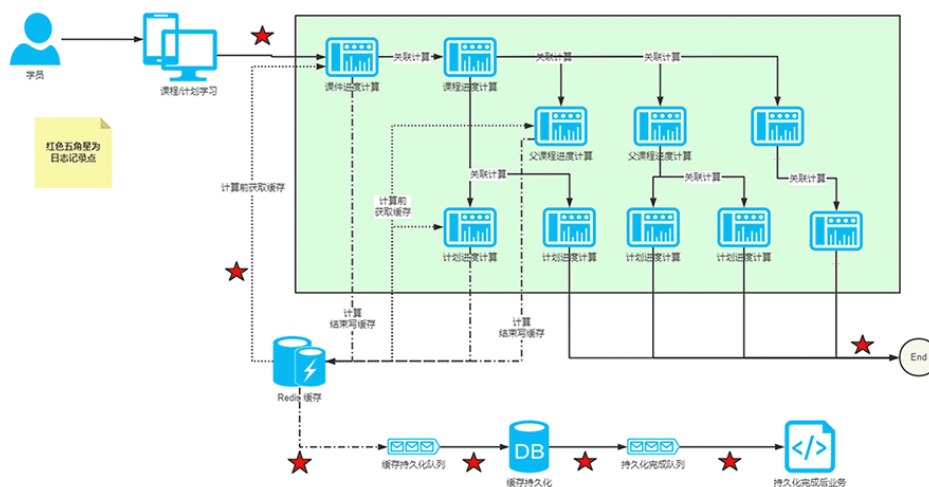 学员
课程/计划学习
红色五角星为
日志记录点
课件进度计算
关联计算
课程进度计算
关联计算
关联计算
父课程进度计算
父课程进度计算
...
关联计算
关联计算
关联计算
计算前获取缓存
计算前
获取缓存
计划进度计算
计划进度计算
计划进度计算
计划进度计算
...
计算
结束写缓存
计算
结束写缓存
End
Redis 缓存
缓存持久化队列
DB
缓存持久化
持久化完成队列
</>
持久化完成后业务